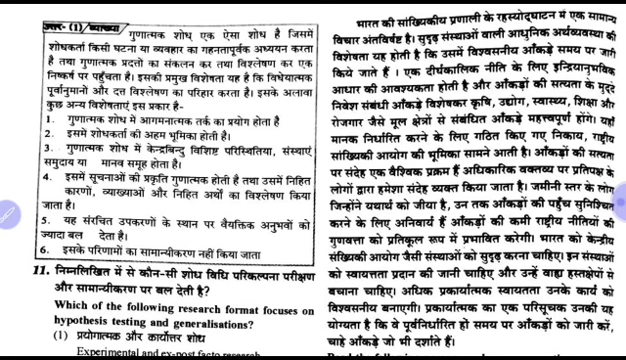 उत्तर- (1) व्याख्या
गुणात्मक शोध एक ऐसा शोध है जिसमें
शोधकर्ता किसी घटना या व्यवहार का गहनतापूर्वक अध्ययन करता
है तथा गुणात्मक प्रदत्तों का संकलन कर तथा विश्लेषण कर एक
निष्कर्ष पर पहुँचता है। इसकी प्रमुख विशेषता यह है कि विधेयात्मक
पूर्वानुमानों और दत्त विश्लेषण का परिहार करता है। इसके अलावा
कुछ अन्य विशेषताएं इस प्रकार है-
1. गुणात्मक शोध में आगमनात्मक तर्क का प्रयोग होता है
2. इसमें शोधकर्ता की अहम भूमिका होती है।
3. गुणात्मक शोध में केन्द्रबिन्दु विशिष्ट परिस्थितिया, संस्थाएं
समुदाय या मानव समूह होता है।
4. इसमें सूचनाओं की प्रकृति गुणात्मक होती है तथा उसमें निहित
कारणों, व्याख्याओं और निहित अर्थों का विश्लेषण किया
जाता है।
5. यह संरचित उपकरणों के स्थान पर वैयक्तिक अनुभवों को
ज्यादा बल देता है।
6. इसके परिणामों का सामान्यीकरण नहीं किया जाता
11. निम्नलिखित में से कौन-सी शोध विधि परिकल्पना परीक्षण
और सामान्यीकरण पर बल देती है?
Which of the following research format focuses on
hypothesis testing and generalisations?
(1) प्रयोगात्मक और कार्योत्तर शोध
Experimental and ex-post facto research
भारत की सांख्यिकीय प्रणाली के रहस्योद्घाटन में एक सामान्य
विचार अंतर्विष्ट है। सुदृढ़ संस्थाओं वाली आधुनिक अर्थव्यवस्था की
विशेषता यह होती है कि उसमें विश्वसनीय आँकड़े समय पर जारी
किये जाते हैं । एक दीर्घकालिक नीति के लिए इन्द्रियानुभविक
आधार की आवश्यकता होती है और आँकड़ों की सत्यता के मुद्दे
निवेश संबंधी आँकड़े विशेषकर कृषि, उद्योग, स्वास्थ्य, शिक्षा और
रोजगार जैसे मूल क्षेत्रों से संबंधित आँकड़े महत्त्वपूर्ण होंगे। यहाँ
मानक निर्धारित करने के लिए गठित किए गए निकाय, राष्ट्रीय
सांख्यिकी आयोग की भूमिका सामने आती है। आँकड़ों की सत्यता
पर संदेह एक वैश्विक प्रक्रम हैं अधिकारिक वक्तव्य पर प्रतिपक्ष के
लोगों द्वारा हमेशा संदेह व्यक्त किया जाता है। जमीनी स्तर के लोग
जिन्होंने यथार्थ को जीया है, उन तक आँकड़ों की पहुँच सुनिश्चित
करने के लिए अनिवार्य हैं आँकड़ों की कमी राष्ट्रीय नीतियों की
गुणवत्ता को प्रतिकूल रूप में प्रभावित करेगी। भारत को केन्द्रीय
संख्यिकी आयोग जैसी संस्थाओं को सुदृढ़ करना चाहिए। इन संस्थाओं
को स्वायत्तता प्रदान की जानी चाहिए और उन्हें वाह्य हस्तक्षेपों से
बचाना चाहिए। अधिक प्रकार्यात्मक स्वायतता उनके कार्य को
विश्वसनीय बनाएगी। प्रकार्यात्मक का एक परिसूचक उनकी यह
योग्यता है कि वे पूर्वनिर्धारित हो समय पर आँकड़ों को जारी करें,
चाहे आँकड़े जो भी दर्शाते हैं।